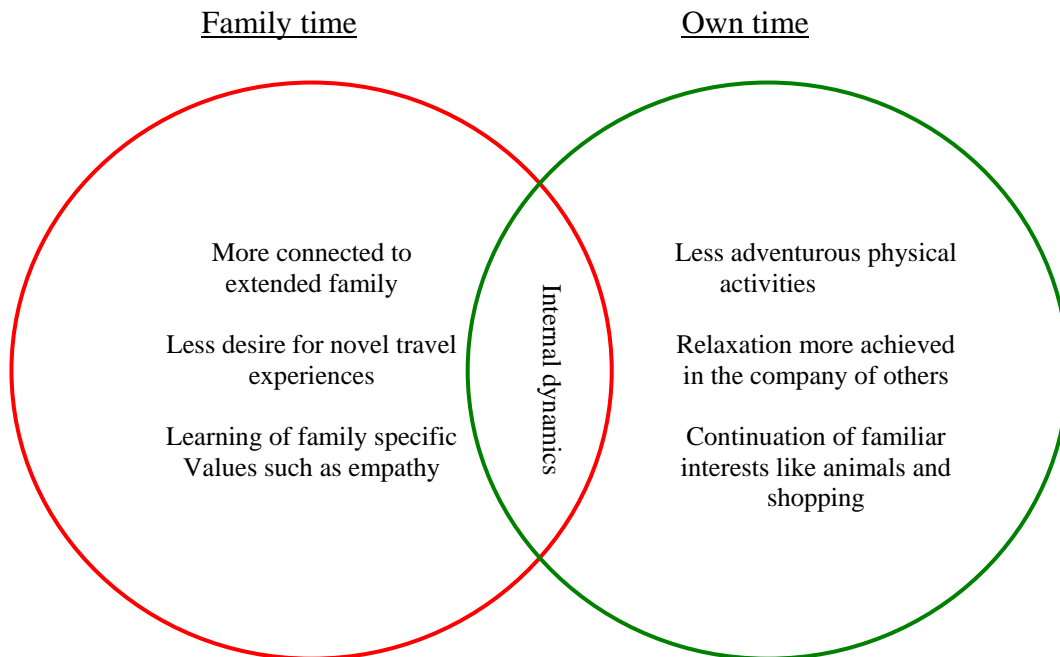 Family time
Own time
More connected to
extended family
Less desire for novel travel
experiences
Learning of family specific
Values such as empathy
Internal dynamics
Less adventurous physical
activities
Relaxation more achieved
in the company of others
Continuation of familiar
interests like animals and
shopping